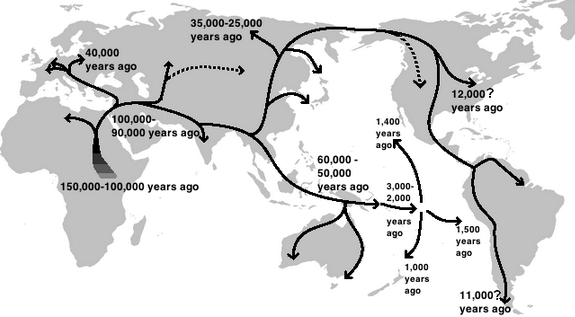 35,000-25,000
years ago
40,000
years ago
12,000?
years ago
100,000-
90,000 years ago
1,400
years
ago
60,000 -
50,000
years ago
150,000-100,000 years ago
3,000-
2,000
years
ago
1,500
years
ago
1,000
years
ago
11,000?
years ago